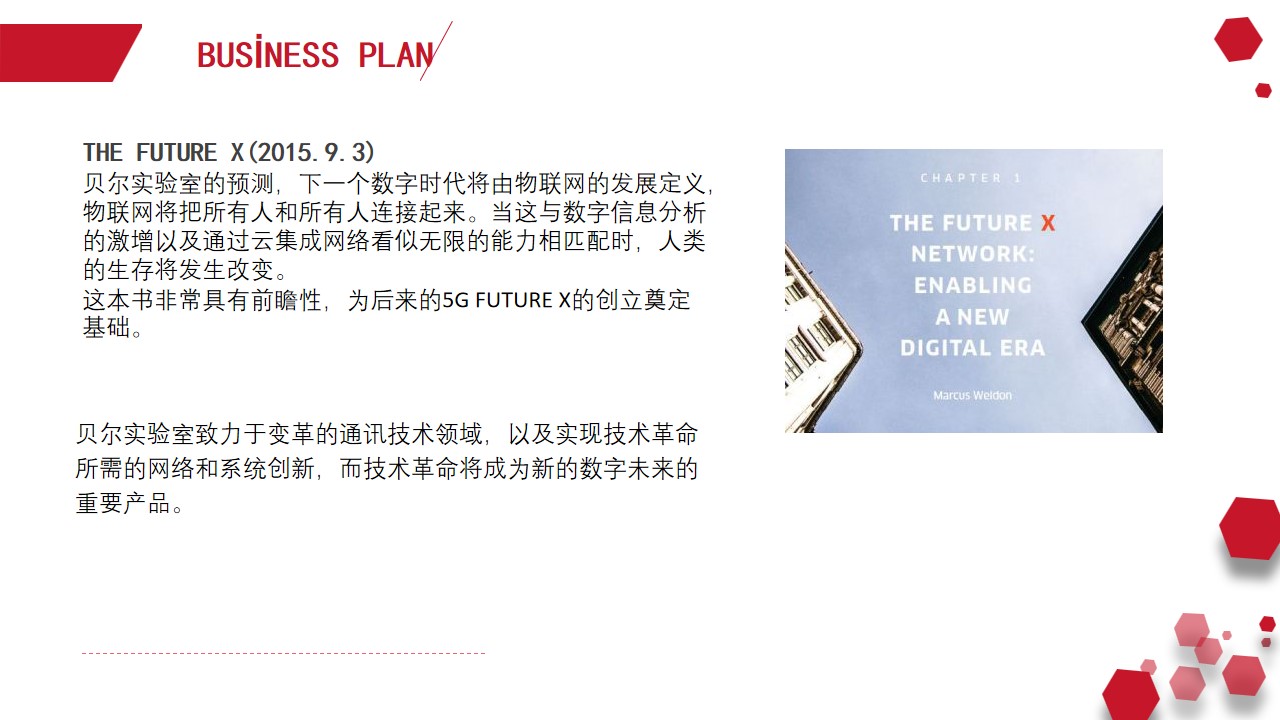 BUSİNESS PLAN
THE FUTURE X(2015.9.3)
贝尔实验室的预测，下一个数字时代将由物联网的发展定义，
物联网将把所有人和所有人连接起来。当这与数字信息分析
的激增以及通过云集成网络看似无限的能力相匹配时，人类
的生存将发生改变。
这本书非常具有前瞻性，为后来的5G FUTURE X的创立奠定
基础。
贝尔实验室致力于变革的通讯技术领域，以及实现技术革命
所需的网络和系统创新，而技术革命将成为新的数字未来的
重要产品。
CHAPTER 1
THE FUTURE X
NETWORK:
ENABLING
A NEW
DIGITAL ERA
Marcus Weldon